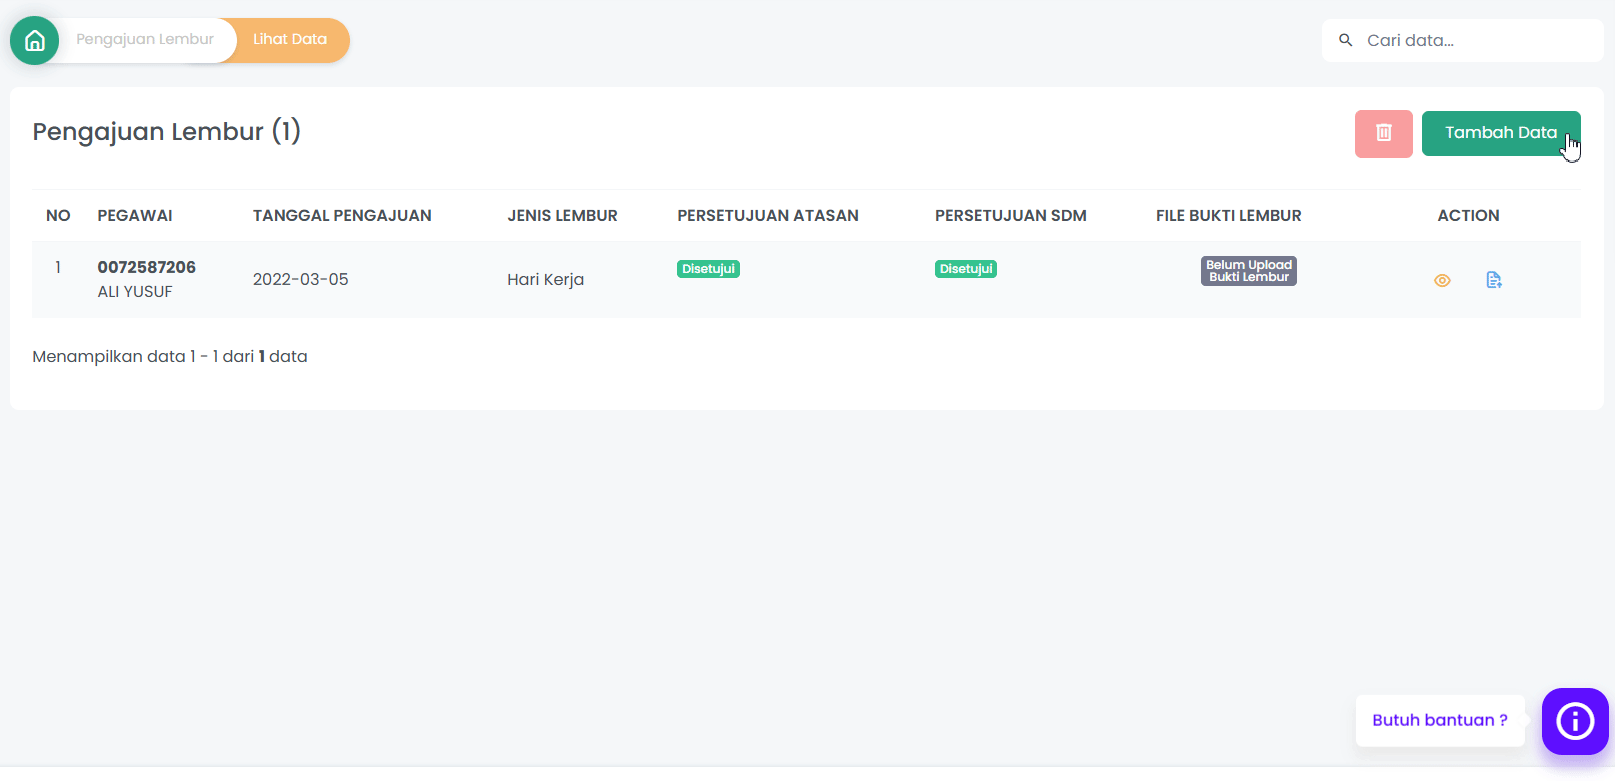 Pengajuan Lembur
Lihat Data
Cari data...
Pengajuan Lembur (1)
Tambah Data
NO PEGAWAI TANGGAL PENGAJUAN JENIS LEMBUR PERSETUJUAN ATASAN PERSETUJUAN SDM FILE BUKTI LEMBUR ACTION
1 0072587206 2022-03-05 Hari Kerja Disetujui Disetujui Belum Upload
ALI YUSUF Bukti Lembur
Menampilkan data 1 - 1 dari 1 data
Butuh bantuan ?